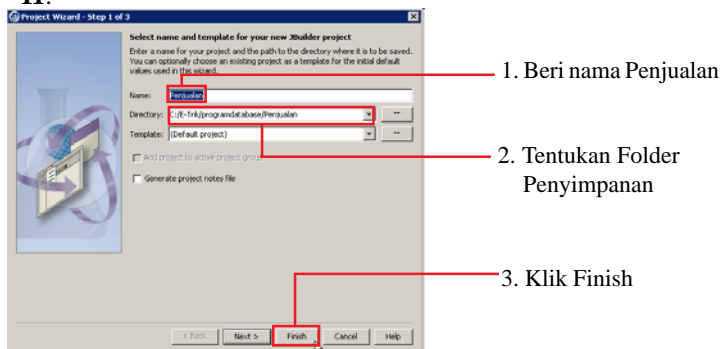 II.
Project Wizard - Step 1 of 3
Select name and template for your new JBuilder project
Enter a name for your project and the path to the directory where it is to be saved.
You can optionally choose an existing project as a template for the initial default
values used in this wizard.
Name: Penjualan
Directory: C:/E-Trik/programdatabase/Penjualan ...
Template: (Default project) ...
Add project to active project group
Generate project notes file
< Back Next > Finish Cancel Help
1. Beri nama Penjualan
2. Tentukan Folder
Penyimpanan
3. Klik Finish